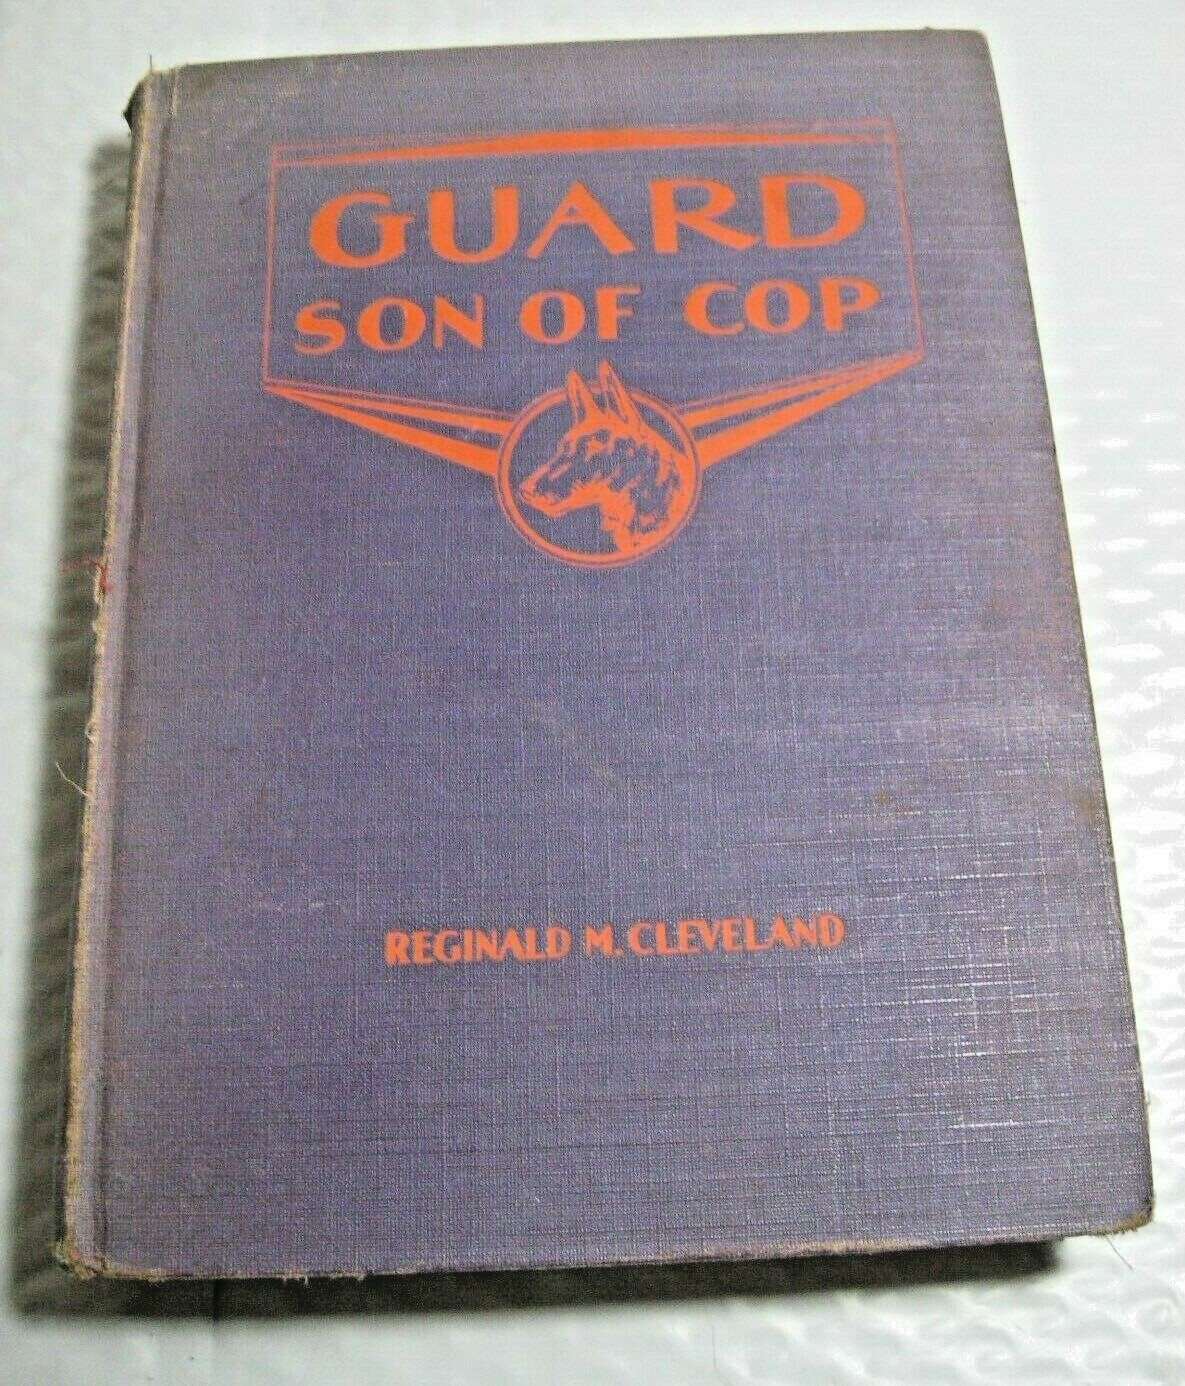 GUARD
SON OF COP
REGINALD M. CLEVELAND